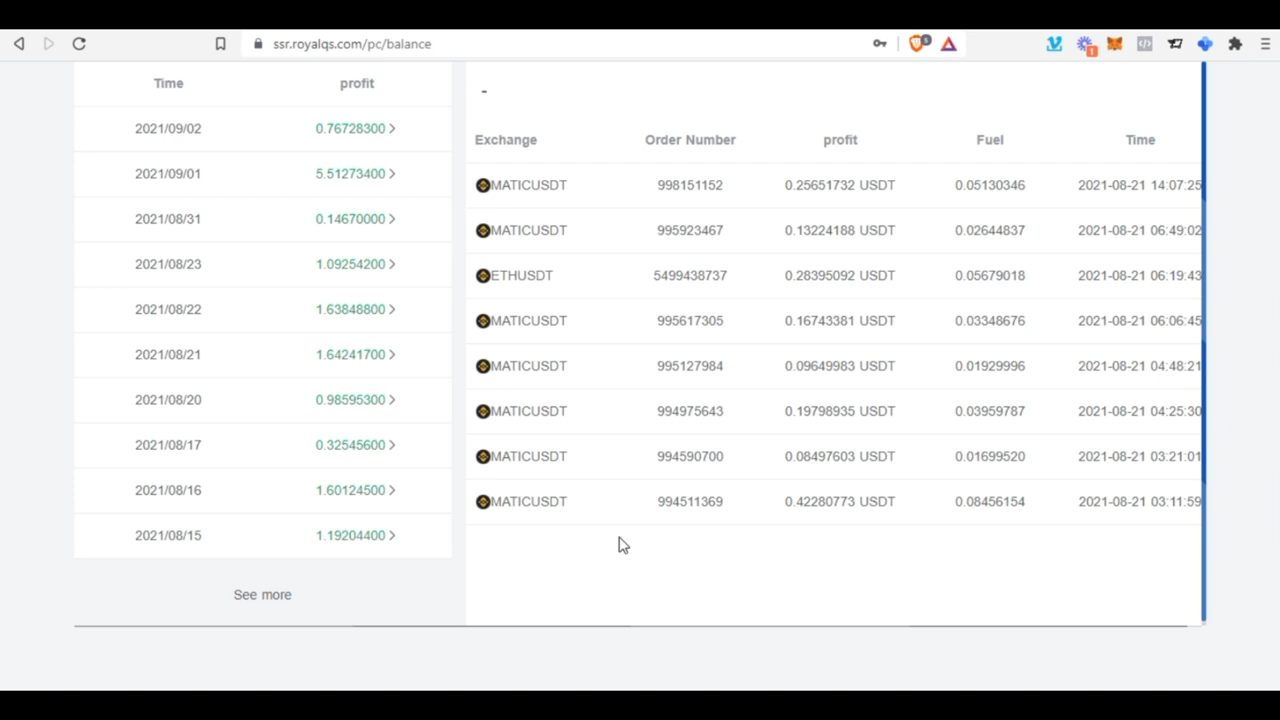 ssr.royalqs.com/pc/balance
Time profit
2021/09/02 0.76728300
2021/09/01 5.51273400
2021/08/31 0.14670000
2021/08/23 1.09254200
2021/08/22 1.63848800
2021/08/21 1.64241700
2021/08/20 0.98595300
2021/08/17 0.32545600
2021/08/16 1.60124500
2021/08/15 1.19204400
See more
-
Exchange Order Number profit Fuel Time
MATICUSDT 998151152 0.25651732 USDT 0.05130346 2021-08-21 14:07:25
MATICUSDT 995923467 0.13224188 USDT 0.02644837 2021-08-21 06:49:02
ETHUSDT 5499438737 0.28395092 USDT 0.05679018 2021-08-21 06:19:43
MATICUSDT 995617305 0.16743381 USDT 0.03348676 2021-08-21 06:06:45
MATICUSDT 995127984 0.09649983 USDT 0.01929996 2021-08-21 04:48:21
MATICUSDT 994975643 0.19798935 USDT 0.03959787 2021-08-21 04:25:30
MATICUSDT 994590700 0.08497603 USDT 0.01699520 2021-08-21 03:21:01
MATICUSDT 994511369 0.42280773 USDT 0.08456154 2021-08-21 03:11:59